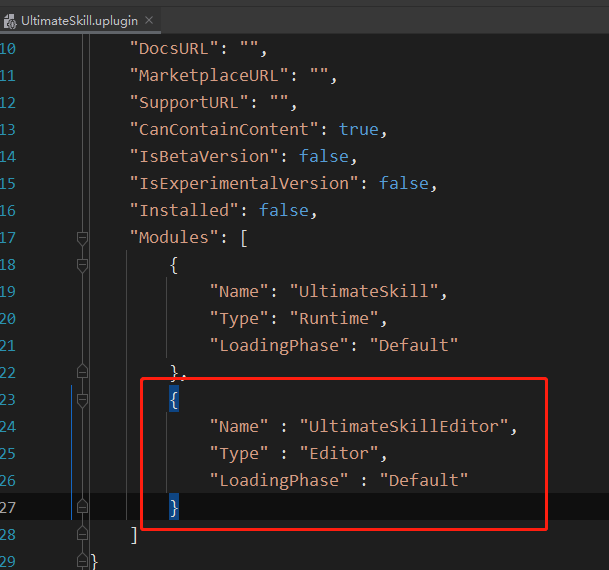 UltimateSkill.uplugin ×
10 "DocsURL": "",
11 "MarketplaceURL": "",
12 "SupportURL": "",
13 "CanContainContent": true,
14 "IsBetaVersion": false,
15 "IsExperimentalVersion": false,
16 "Installed": false,
17 "Modules": [
18 {
19 "Name": "UltimateSkill",
20 "Type": "Runtime",
21 "LoadingPhase": "Default"
22 },
23 {
24 "Name" : "UltimateSkillEditor",
25 "Type" : "Editor",
26 "LoadingPhase" : "Default"
27 }
28 ]
29 }